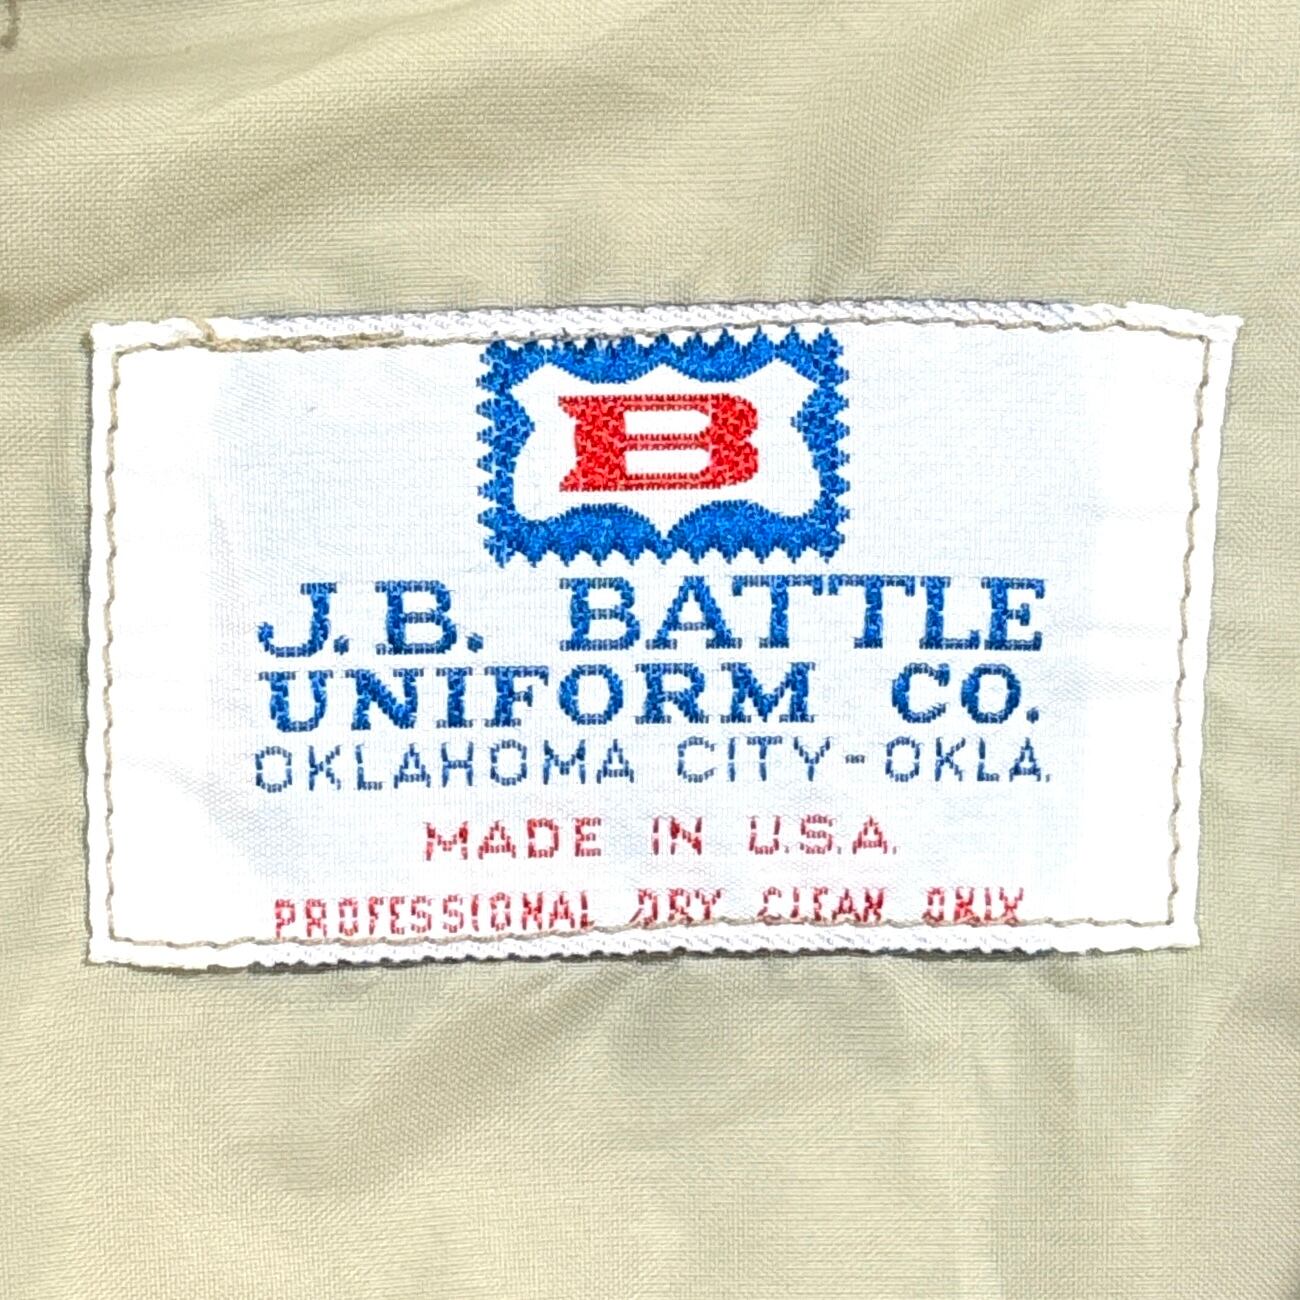 B
J.B. BATTLE
UNIFORM CO.
OKLAHOMA CITY-OKLA.
MADE IN U.S.A.
PROFESSIONAL DRY CLEAN ONLY